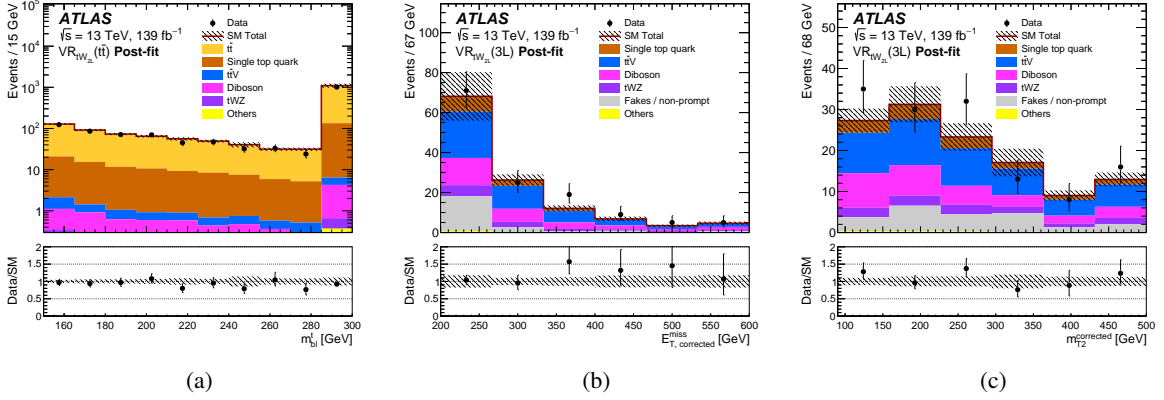 ATLAS
√s = 13 TeV, 139 fb⁻¹
VR_tW₂L (tt̄) Post-fit
Data
SM Total
tt̄
Single top quark
tt̄V
Diboson
tWZ
Others
Events / 15 GeV
10⁵
10⁴
10³
10²
10
1
Data/SM
2
1.5
1
0.5
0
160 180 200 220 240 260 280 300
m^t_bl [GeV]
(a)
ATLAS
√s = 13 TeV, 139 fb⁻¹
VR_tW₂L (3L) Post-fit
Data
SM Total
Single top quark
tt̄V
Diboson
tWZ
Fakes / non-prompt
Others
Events / 67 GeV
100
80
60
40
20
0
Data/SM
2
1.5
1
0.5
0
200 250 300 350 400 450 500 550 600
E^miss_T, corrected [GeV]
(b)
ATLAS
√s = 13 TeV, 139 fb⁻¹
VR_tW₂L (3L) Post-fit
Data
SM Total
Single top quark
tt̄V
Diboson
tWZ
Fakes / non-prompt
Others
Events / 68 GeV
50
40
30
20
10
0
Data/SM
2
1.5
1
0.5
0
100 150 200 250 300 350 400 450 500
m^corrected_T2 [GeV]
(c)